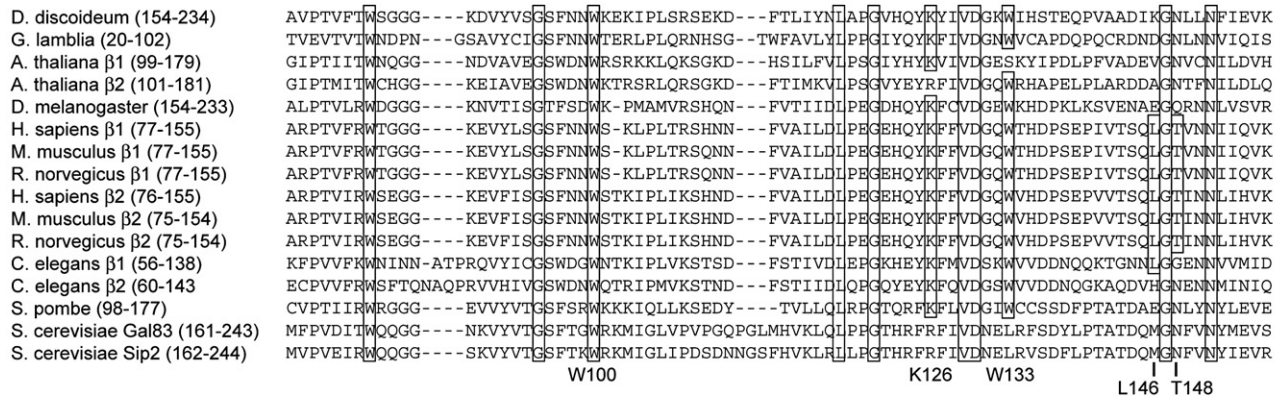 D. discoideum (154-234) AVPTVFTWSGGG----KDVYVSGSFNNWKEKIPLSRSEKD---FTLIYNLAPGVHQYKYIVDGKWIHSTEQPVAADIKGNLLNFIEVK
G. lamblia (20-102) TVEVTVTWNDPN---GSAVYCIGSFNNWTERLPLQRNHSG--TWFAVLYLPPGIYQYKFIVDGNWVCAPDQPQCRDNDGNLNNVIQIS
A. thaliana β1 (99-179) GIPTIITWNQGG----NDVAVEGSWDNWRSRKKLQKSGKD---HSILFVLPSGIYHYKVIVDGESKYIPDLPFVADEVGNVCNILDVH
A. thaliana β2 (101-181) GIPTMITWCHGG----KEIAVEGSWDNWKTRSRLQRSGKD---FTIMKVLPSGVYEYRFIVDGQWRHAPELPLARDDAGNTFNILDLQ
D. melanogaster (154-233) ALPTVLRWDGGG----KNVTISGTFSDWK-PMAMVRSHQN---FVTIIDLPEGDHQYKFCVDGEWKHDPKLKSVENAEGQRNNLVSVR
H. sapiens β1 (77-155) ARPTVFRWTGGG----KEVYLSGSFNNWS-KLPLTRSHNN---FVAILDLPEGEHQYKFFVDGQWTHDPSEPIVTSQLGTVNNIIQVK
M. musculus β1 (77-155) ARPTVFRWTGGG----KEVYLSGSFNNWS-KLPLTRSQNN---FVAILDLPEGEHQYKFFVDGQWTHDPSEPIVTSQLGTVNNIIQVK
R. norvegicus β1 (77-155) ARPTVFRWTGGG----KEVYLSGSFNNWS-KLPLTRSQNN---FVAILDLPEGEHQYKFFVDGQWTHDPSEPIVTSQLGTVNNIIQVK
H. sapiens β2 (76-155) ARPTVIRWSEGG----KEVFISGSFNNWSTKIPLIKSHND---FVAILDLPEGEHQYKFFVDGQWVHDPSEPVVTSQLGTINNLIHVK
M. musculus β2 (75-154) ARPTVIRWSEGG----KEVFISGSFNNWSTKIPLIKSHND---FVAILDLPEGEHQYKFFVDGQWVHDPSEPVVTSQLGTINNLIHVK
R. norvegicus β2 (75-154) ARPTVIRWSEGG----KEVFISGSFNNWSTKIPLIKSHND---FVAILDLPEGEHQYKFFVDGQWVHDPSEPVVTSQLGTINNLIHVK
C. elegans β1 (56-138) KFPVVFKWNINN-ATPRQVYICGSWDGWNTKIPLVKSTSD---FSTIVDLEPGKHEYKFMVDSKWVVDDNQQKTGNNLGGENNVVMID
C. elegans β2 (60-143 ECPVVFRWSFTQNAQPRVVHIVGSWDNWQTRIPMVKSTND---FSTIIDLQPGQYEYKFQVDGSWVVDDNQGKAQDVHGNENNMINIQ
S. pombe (98-177) CVPTIIRWRGGG----EVVYVTGSFSRWKKKIQLLKSEDY----TVLLQLRPGTQRFKFLVDGIWCCSSDFPTATDAEGNLYNYLEVE
S. cerevisiae Gal83 (161-243) MFPVDITWQQGG----NKVYVTGSFTGWRKMIGLVPVPGQPGLMHVKLQLPPGTHRFRFIVDNELRFSDYLPTATDQMGNFVNYMEVS
S. cerevisiae Sip2 (162-244) MVPVEIRWQQGG----SKVYVTGSFTKWRKMIGLIPDSDNNGSFHVKLRLLPGTHRFRFIVDNELRVSDFLPTATDQMGNFVNYIEVR
W100 K126 W133
L146 T148